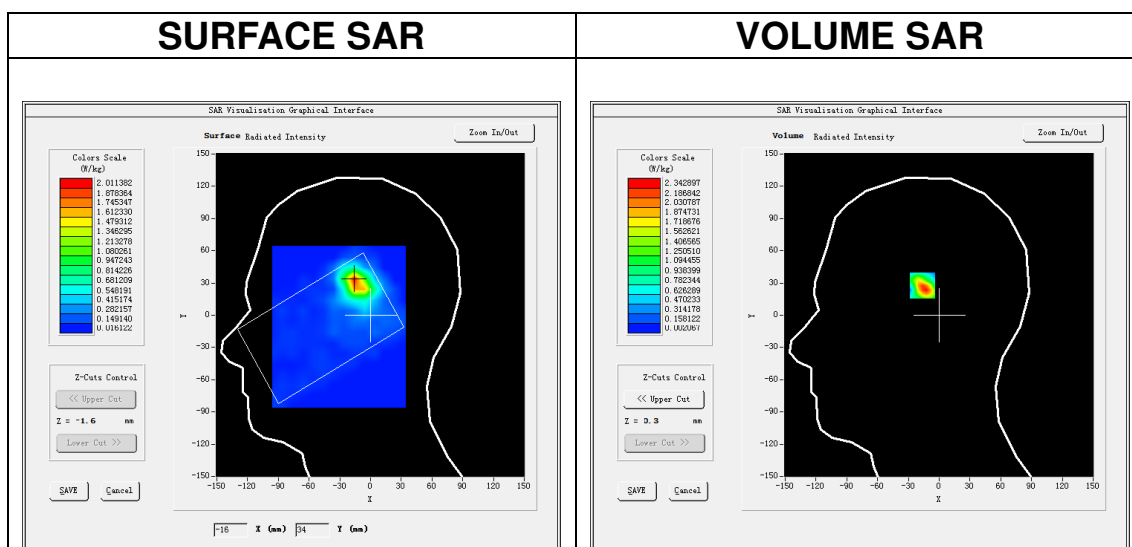 SURFACE SAR
VOLUME SAR
SAR Visualisation Graphical Interface
Surface Radiated Intensity
Zoom In/Out
Colors Scale
(W/kg)
2.011382
1.878364
1.745347
1.612330
1.479312
1.346295
1.213278
1.080261
0.947243
0.814226
0.681209
0.548191
0.415174
0.282157
0.149140
0.016122
Z-Cuts Control
<< Upper Cut
Z = -1.6 mm
Lower Cut >>
SAVE
Cancel
150
120
90
60
30
0
-30
-60
-90
-120
-150
Y
-150 -120 -90 -60 -30 0 30 60 90 120 150
X
-16 X (mm) 34 Y (mm)
SAR Visualisation Graphical Interface
Volume Radiated Intensity
Zoom In/Out
Colors Scale
(W/kg)
2.342897
2.186842
2.030787
1.874731
1.718676
1.562621
1.406565
1.250510
1.094455
0.938399
0.782344
0.626289
0.470233
0.314178
0.158122
0.002067
Z-Cuts Control
<< Upper Cut
Z = 0.3 mm
Lower Cut >>
SAVE
Cancel
150
120
90
60
30
0
-30
-60
-90
-120
-150
Y
-150 -120 -90 -60 -30 0 30 60 90 120 150
X